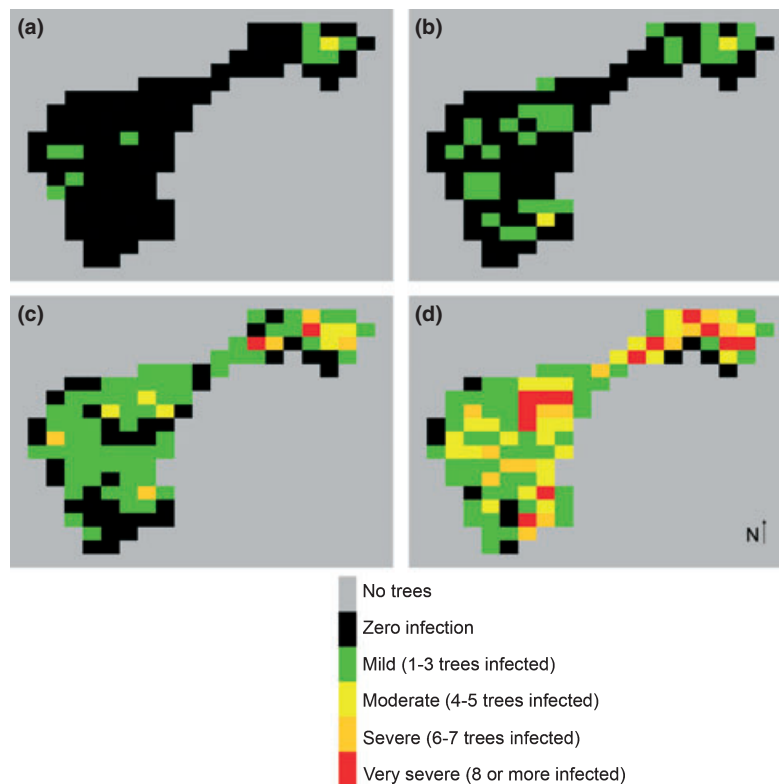 (a)
(b)
(c)
(d)
N
No trees
Zero infection
Mild (1-3 trees infected)
Moderate (4-5 trees infected)
Severe (6-7 trees infected)
Very severe (8 or more infected)